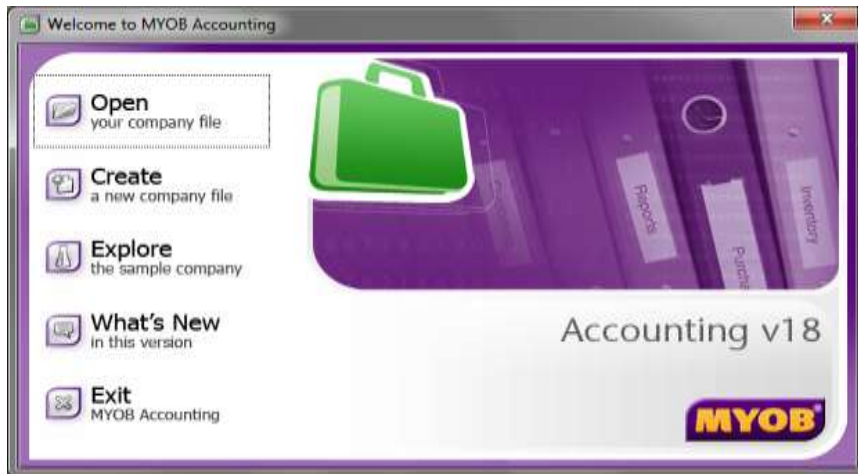 Welcome to MYOB Accounting
Open
your company file
Create
a new company file
Explore
the sample company
What's New
in this version
Exit
MYOB Accounting
Reports
Inventory
Accounting v18
MYOB